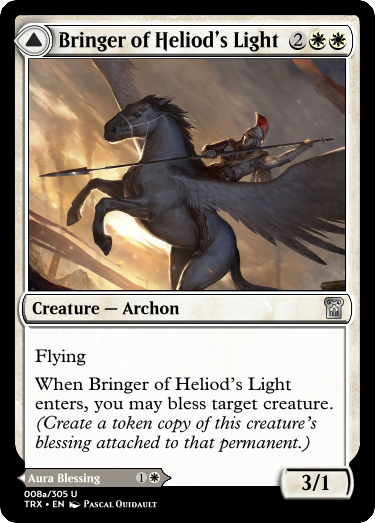 Bringer of Heliod's Light 2
Creature — Archon
Flying
When Bringer of Heliod's Light
enters, you may bless target creature.
(Create a token copy of this creature's
blessing attached to that permanent.)
Aura Blessing 1
3/1
008a/305 U
TRX • EN Pascal Quidault